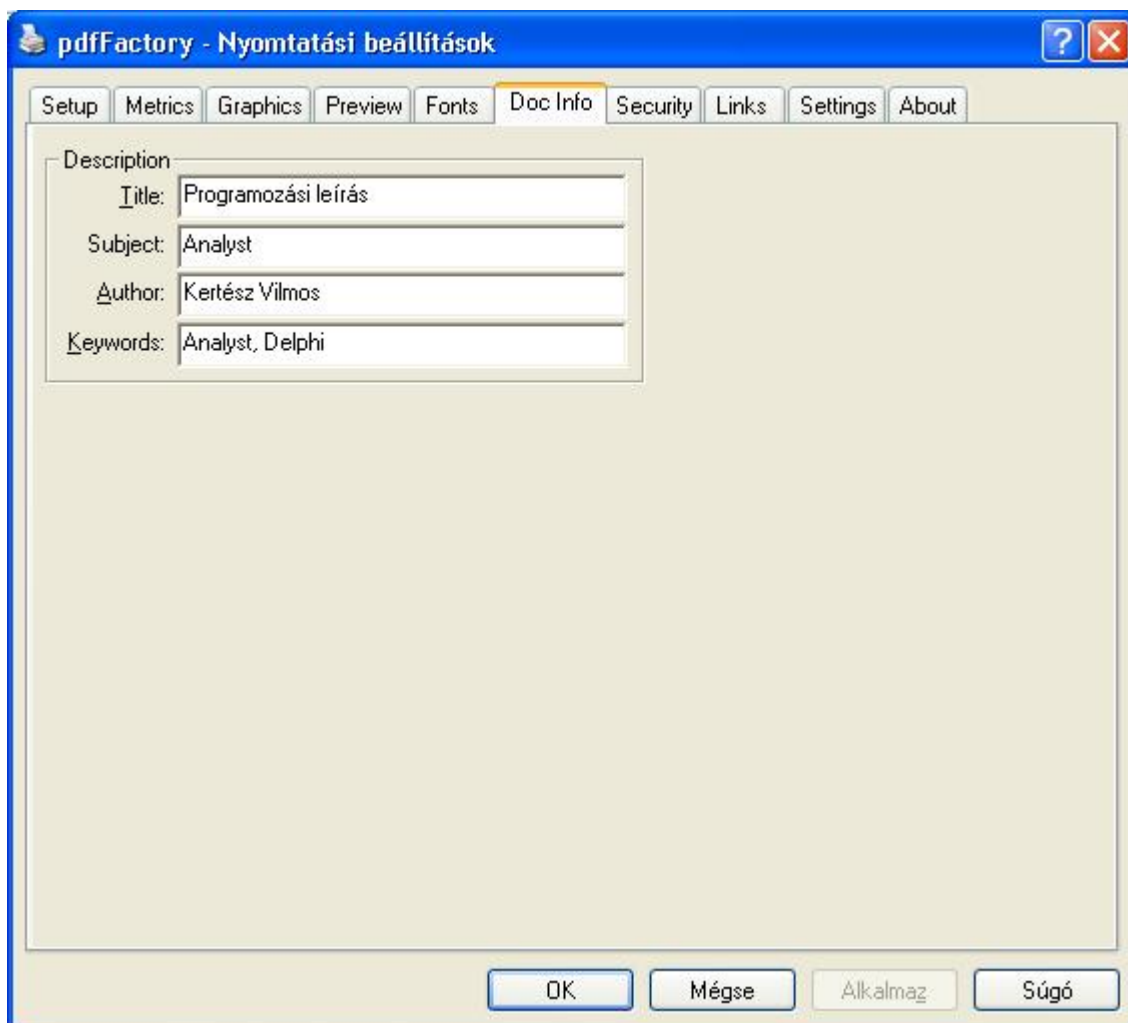 pdfFactory - Nyomtatási beállítások
Setup Metrics Graphics Preview Fonts Doc Info Security Links Settings About
Description
Title: Programozási leírás
Subject: Analyst
Author: Kertész Vilmos
Keywords: Analyst, Delphi
OK Mégse Alkalmaz Súgó